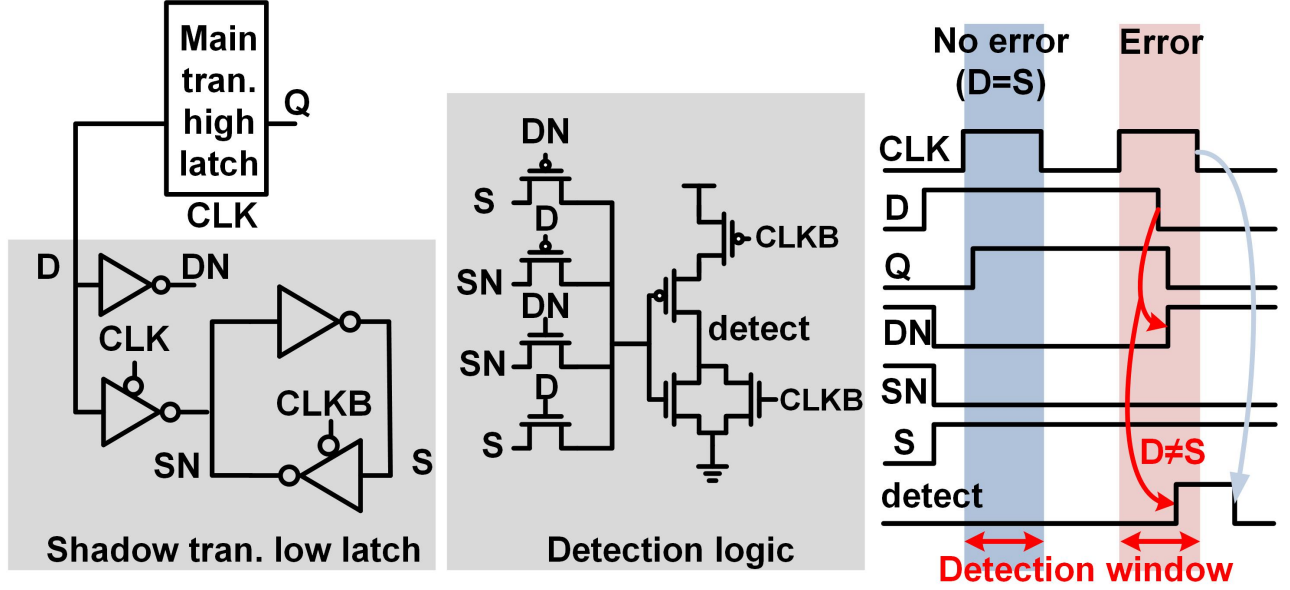 Main
tran.
high
latch
Q
CLK
D
DN
CLK
CLKB
SN
S
Shadow tran. low latch
DN
S
D
SN
DN
SN
D
S
CLKB
detect
CLKB
Detection logic
No error
(D=S)
Error
CLK
D
Q
DN
SN
S
D≠S
detect
Detection window